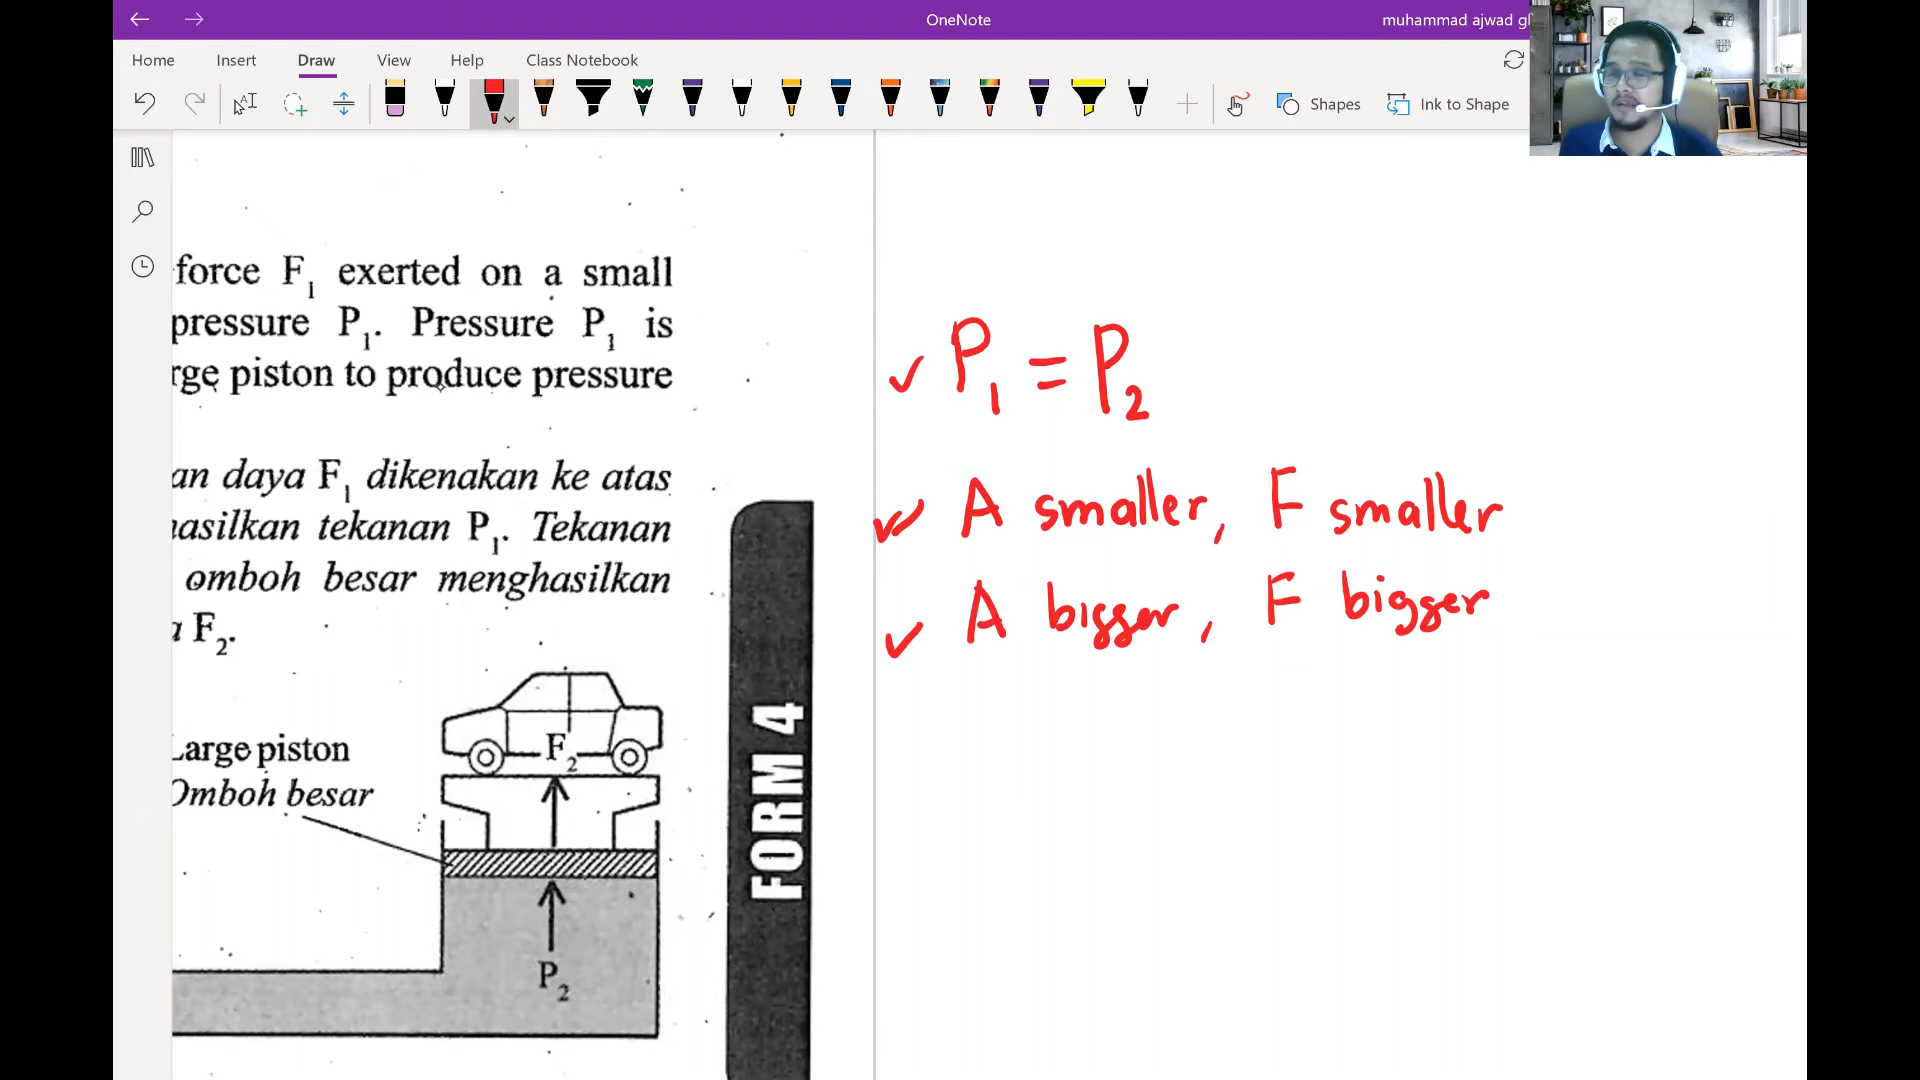 OneNote
muhammad ajwad gl
Home Insert Draw View Help Class Notebook
Shapes Ink to Shape
force F1 exerted on a small
pressure P1. Pressure P1 is
rge piston to produce pressure
an daya F1 dikenakan ke atas
asilkan tekanan P1. Tekanan
omboh besar menghasilkan
F2.
Large piston
Omboh besar
F2
P2
FORM 4
✓ P1 = P2
✓ A smaller, F smaller
✓ A bigger, F bigger